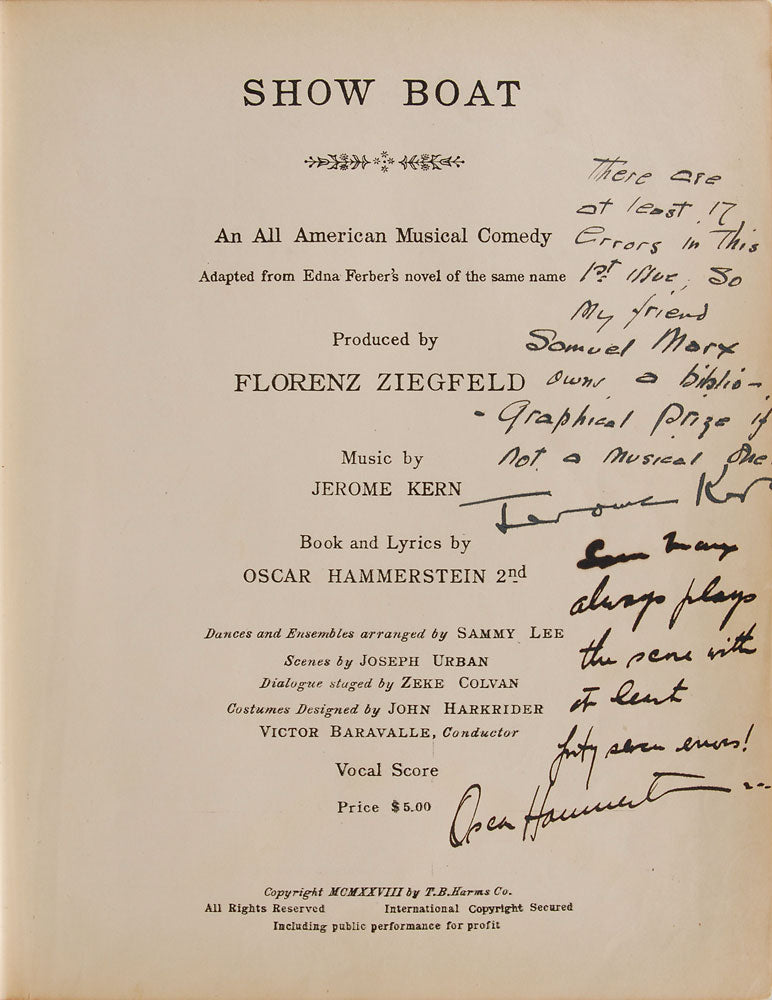 SHOW BOAT
An All American Musical Comedy
Adapted from Edna Ferber's novel of the same name
Produced by
FLORENZ ZIEGFELD
Music by
JEROME KERN
Book and Lyrics by
OSCAR HAMMERSTEIN 2nd
Dances and Ensembles arranged by SAMMY LEE
Scenes by JOSEPH URBAN
Dialogue staged by ZEKE COLVAN
Costumes Designed by JOHN HARKRIDER
VICTOR BARAVALLE, Conductor
Vocal Score
Price $5.00
Copyright MCMXXVIII by T.B. Harms Co.
All Rights Reserved International Copyright Secured
Including public performance for profit
There are
at least 17
Errors in This
1st issue, So
My friend
Samuel Marx
owns a biblio-
-graphical Prize if
not a musical one
Jerome Kern
Sam Marx
always plays
the score with
at least
forty seven errors!
Oscar Hammerstein